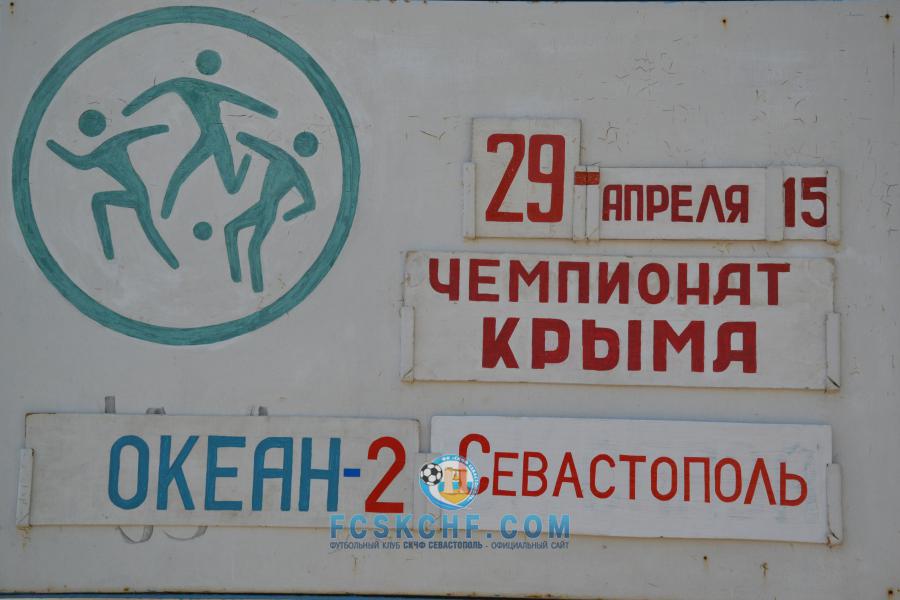 29 - АПРЕЛЯ 15
ЧЕМПИОНАТ
КРЫМА
ОКЕАН-2 СЕВАСТОПОЛЬ
FCSKCHF.COM
ФУТБОЛЬНЫЙ КЛУБ СКЧФ СЕВАСТОПОЛЬ - ОФИЦИАЛЬНЫЙ САЙТ